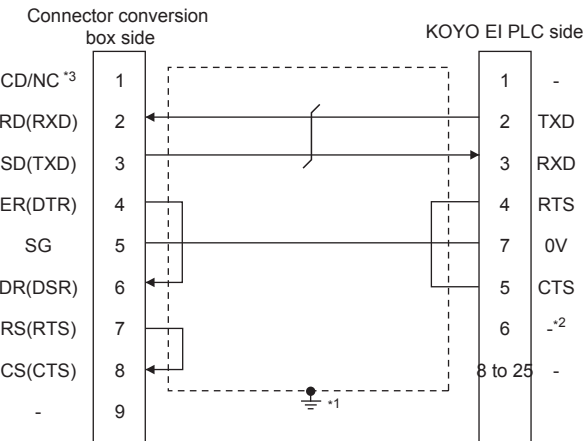 Connector conversion
box side
KOYO EI PLC side
CD/NC *3 1 1 -
RD(RXD) 2 2 TXD
SD(TXD) 3 3 RXD
ER(DTR) 4 4 RTS
SG 5 7 0V
DR(DSR) 6 5 CTS
RS(RTS) 7 6 -*2
CS(CTS) 8 8 to 25 -
- 9
*1